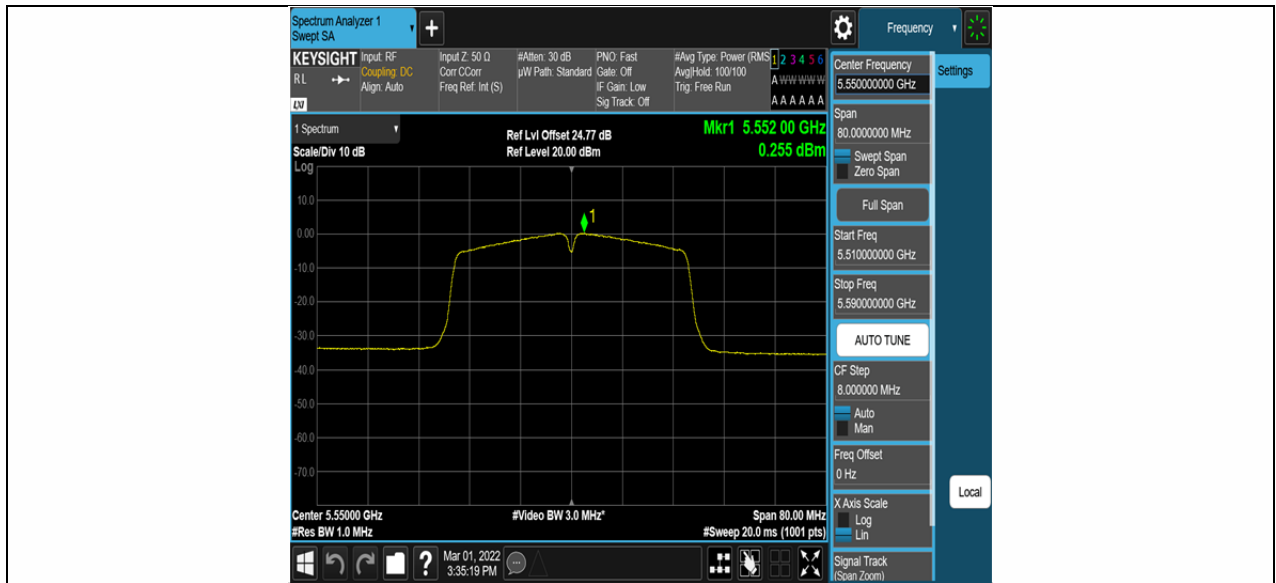 Spectrum Analyzer 1
Swept SA
+
Frequency
KEYSIGHT
RL
LXI
Input: RF
Coupling: DC
Align: Auto
Input Z: 50 Ω
Corr CCorr
Freq Ref: Int (S)
#Atten: 30 dB
µW Path: Standard
PNO: Fast
Gate: Off
IF Gain: Low
Sig Track: Off
#Avg Type: Power (RMS
Avg|Hold: 100/100
Trig: Free Run
1 2 3 4 5 6
A W W W W W
A A A A A A
1 Spectrum
Scale/Div 10 dB
Log
Ref Lvl Offset 24.77 dB
Ref Level 20.00 dBm
Mkr1 5.552 00 GHz
0.255 dBm
10.0
0.00
-10.0
-20.0
-30.0
-40.0
-50.0
-60.0
-70.0
1
Center 5.55000 GHz
#Res BW 1.0 MHz
#Video BW 3.0 MHz*
Span 80.00 MHz
#Sweep 20.0 ms (1001 pts)
Center Frequency
5.550000000 GHz
Settings
Span
80.0000000 MHz
Swept Span
Zero Span
Full Span
Start Freq
5.510000000 GHz
Stop Freq
5.590000000 GHz
AUTO TUNE
CF Step
8.000000 MHz
Auto
Man
Freq Offset
0 Hz
X Axis Scale
Log
Lin
Local
Signal Track
(Span Zoom)
?
Mar 01, 2022
3:35:19 PM